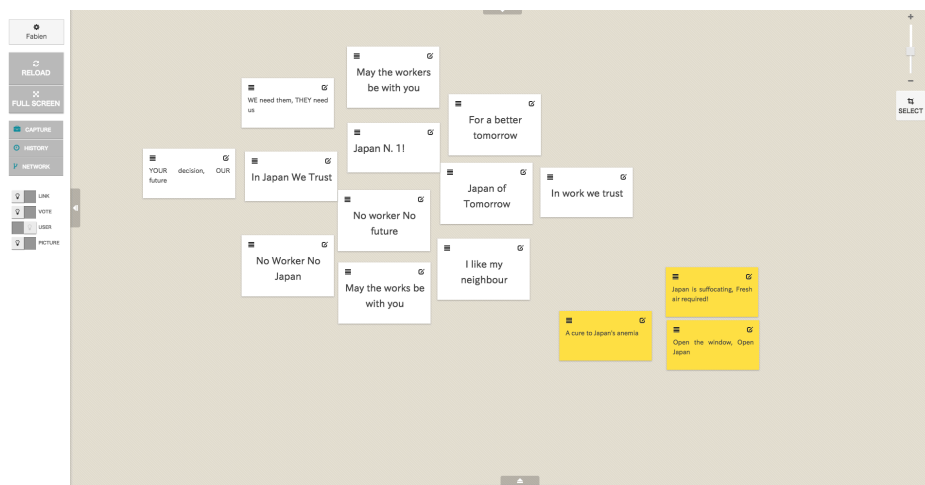 Fabien
RELOAD
FULL SCREEN
CAPTURE
HISTORY
NETWORK
LINK
VOTE
USER
PICTURE
SELECT
May the workers
be with you
WE need them, THEY need
us
For a better
tomorrow
Japan N. 1!
YOUR decision, OUR
future
In Japan We Trust
Japan of
Tomorrow
In work we trust
No worker No
future
No Worker No
Japan
I like my
neighbour
May the works be
with you
Japan is suffocating, Fresh
air required!
A cure to Japan's anemia
Open the window, Open
Japan